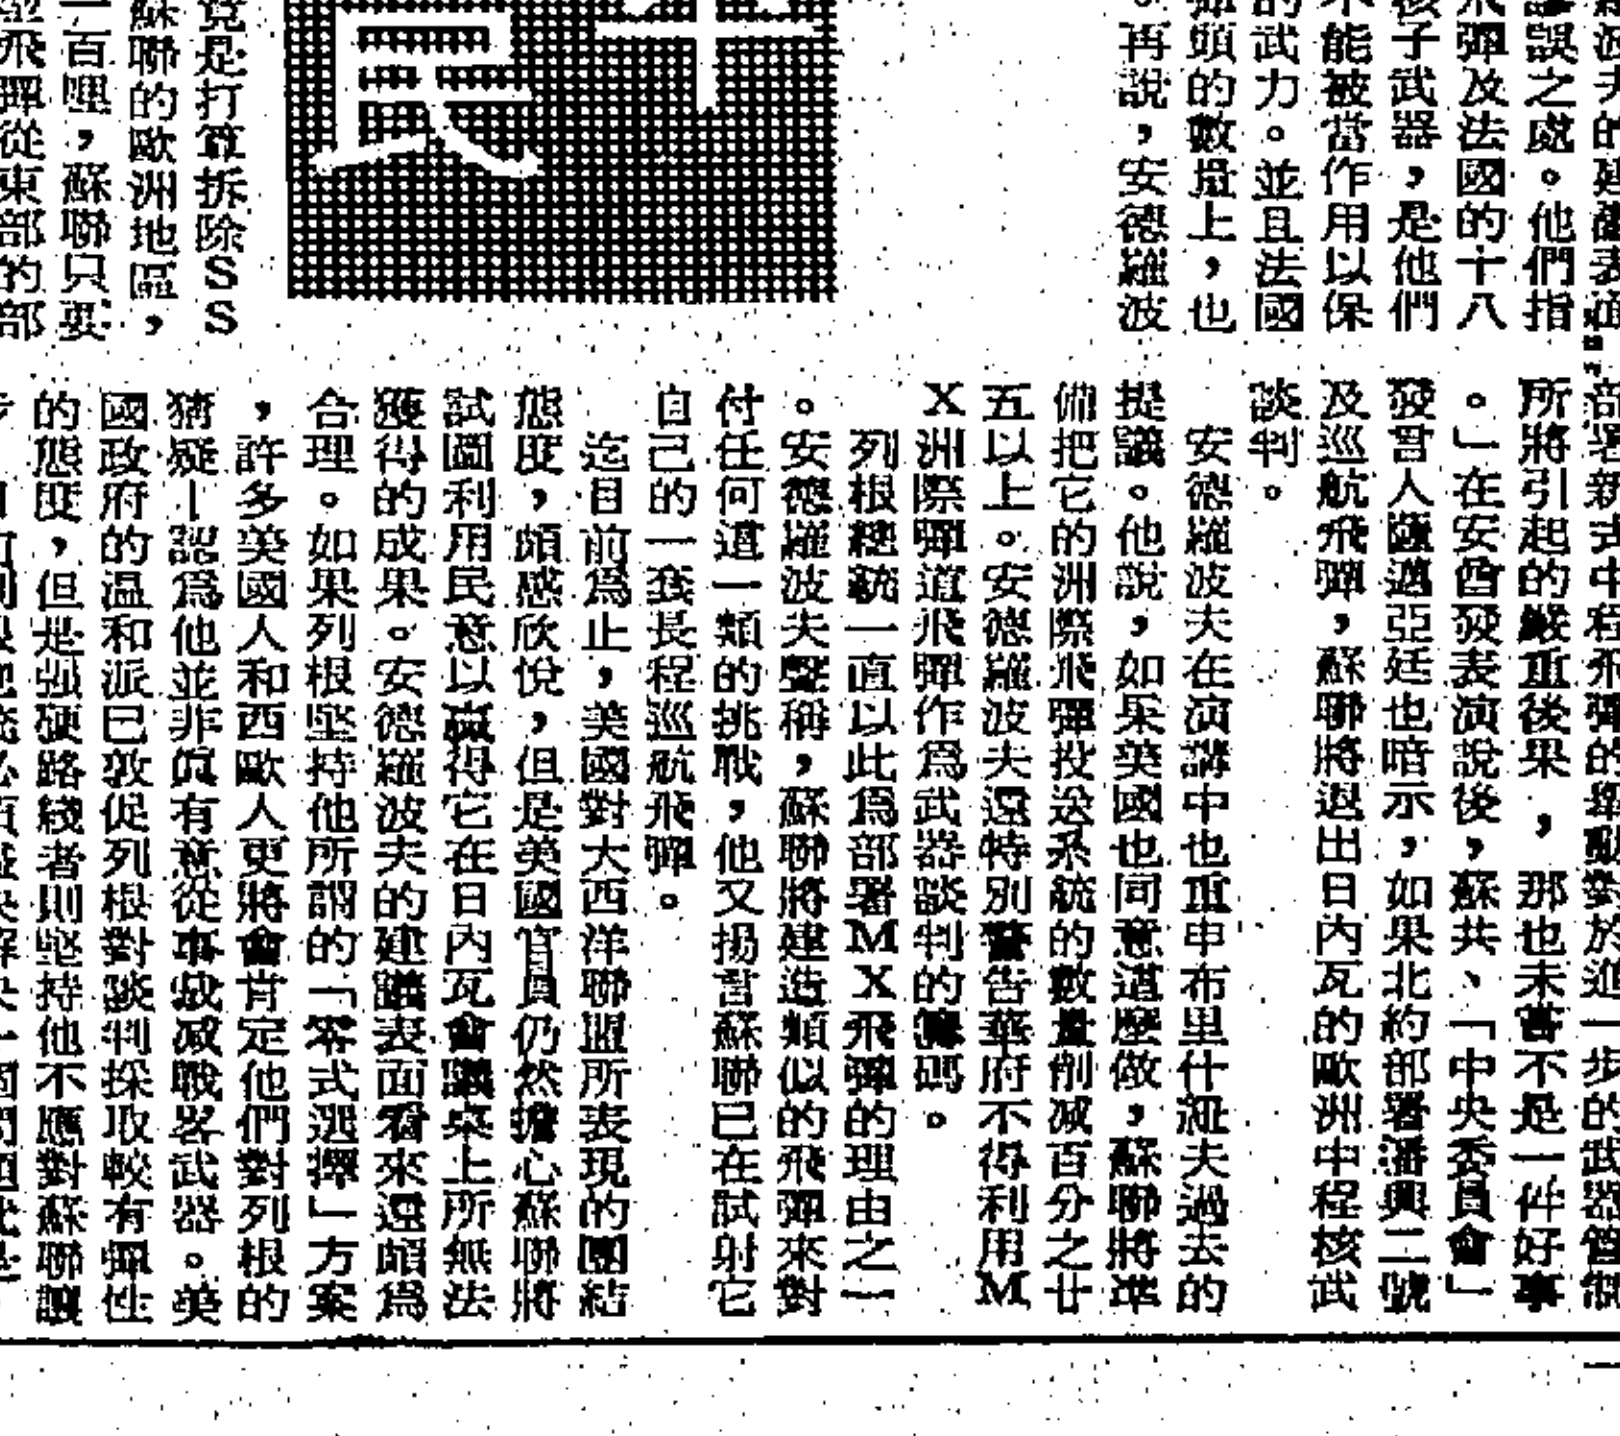 誤之處。他們指
飛彈及法國的十八
核子武器，是他們
不能被當作用以保
的武力。並且法國
彈頭的數量上，也
。再說，安德羅波
竟是打算拆除SS
蘇聯的歐洲地區，
一百哩，蘇聯只要
飛彈從東部的部
民
部署新式中程飛彈的舉動對於進一步的武器管制
所將引起的嚴重後果，那也未嘗不是一件好事
。」在安酋發表演說後，蘇共、「中央委員會」
發言人薩邁亞廷也暗示，如果北約部署潘興二號
及巡航飛彈，蘇聯將退出日內瓦的歐洲中程核武
談判。
安德羅波夫在演講中也重申布里什紐夫過去的
提議。他說，如果美國也同意這麼做，蘇聯將準
備把它的洲際飛彈投送系統的數量削減百分之廿
五以上。安德羅波夫還特別警告華府不得利用M
X洲際彈道飛彈作為武器談判的籌碼。
列根總統一直以此為部署MX飛彈的理由之一
。安德羅波夫聲稱，蘇聯將建造類似的飛彈來對
付任何這一類的挑戰，他又揚言蘇聯已在試射它
自己的一套長程巡航飛彈。
迄目前為止，美國對大西洋聯盟所表現的團結
態度，頗感欣悅，但是美國官員仍然擔心蘇聯將
試圖利用民意以贏得它在日內瓦會議桌上所無法
獲得的成果。安德羅波夫的建議表面看來還頗為
合理。如果列根堅持他所謂的「零式選擇」方案
，許多美國人和西歐人更將會肯定他們對列根的
猜疑—認為他並非真有意從事裁減戰畧武器。美
國政府的溫和派已敦促列根對談判採取較有彈性
的態度，但是強硬路綫者則堅持他不應對蘇聯讓